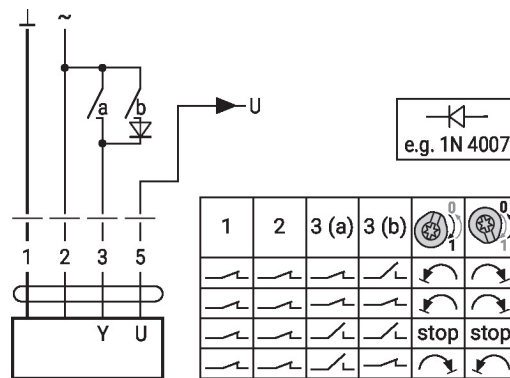 ⊥ ~
a b
U
e.g. 1N 4007
1 2 3 5
Y U
1 2 3 (a) 3 (b) 0 1 0 1
stop stop